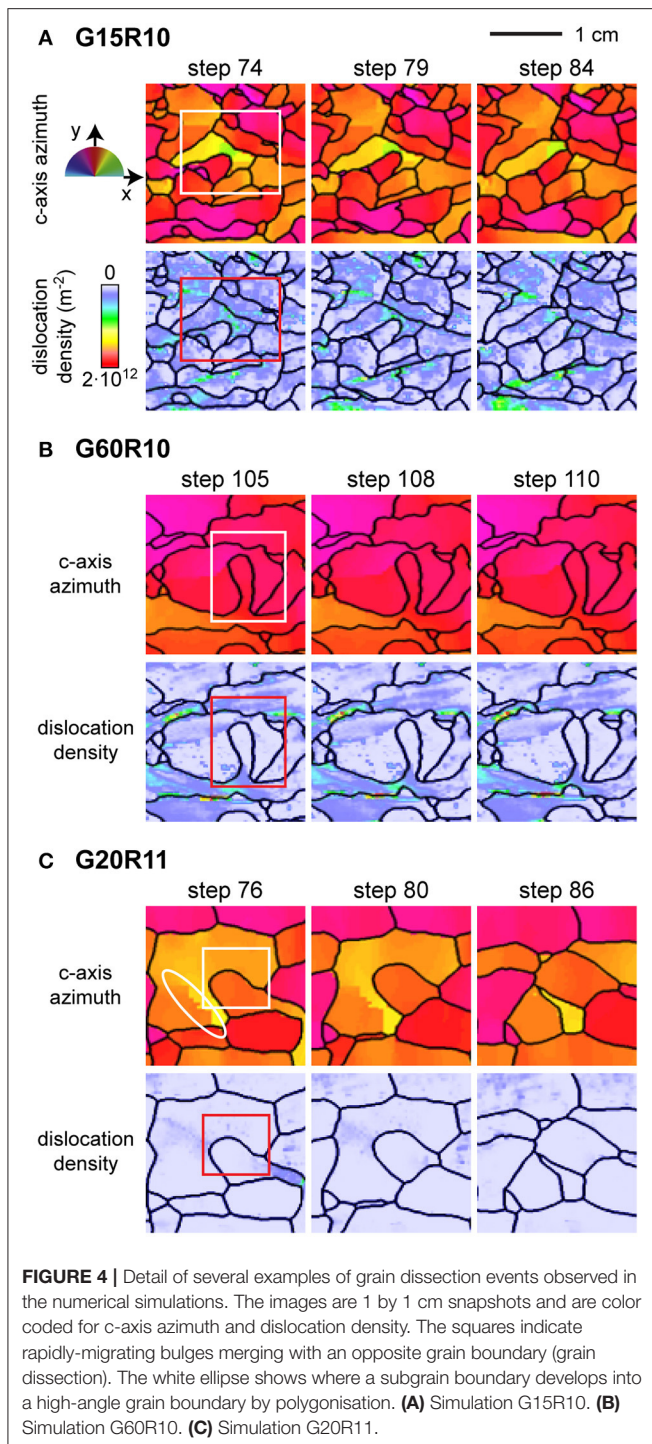 A G15R10
1 cm
step 74 step 79 step 84
c-axis azimuth
y
x
dislocation
density (m⁻²)
0
2·10¹²
B G60R10
step 105 step 108 step 110
c-axis
azimuth
dislocation
density
C G20R11
step 76 step 80 step 86
c-axis
azimuth
dislocation
density
FIGURE 4 | Detail of several examples of grain dissection events observed in
the numerical simulations. The images are 1 by 1 cm snapshots and are color
coded for c-axis azimuth and dislocation density. The squares indicate
rapidly-migrating bulges merging with an opposite grain boundary (grain
dissection). The white ellipse shows where a subgrain boundary develops into
a high-angle grain boundary by polygonisation. (A) Simulation G15R10. (B)
Simulation G60R10. (C) Simulation G20R11.